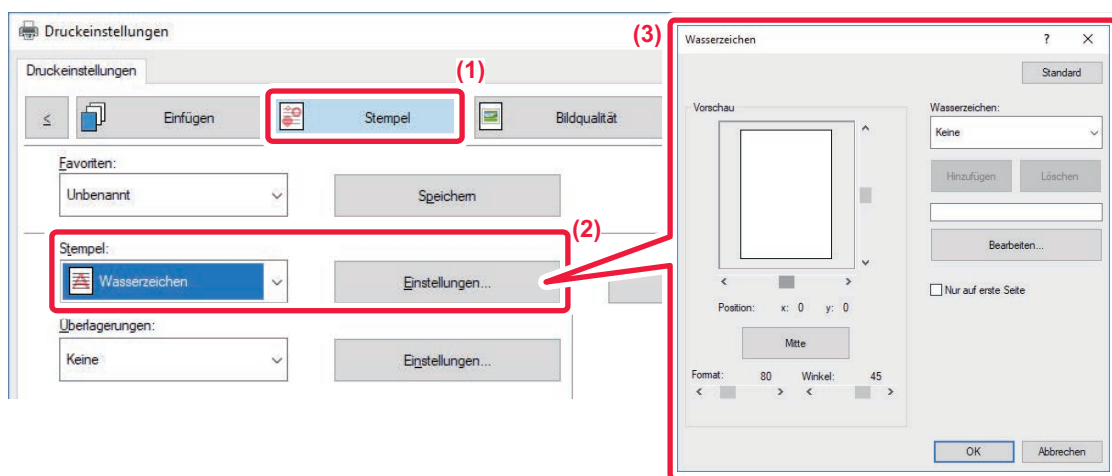 Druckeinstellungen
Druckeinstellungen
(1)
≤ Einfügen Stempel Bildqualität
Favoriten:
Unbenannt Speichern
(2)
Stempel:
Wasserzeichen Einstellungen...
Überlagerungen:
Keine Einstellungen...
(3)
Wasserzeichen ? X
Standard
Vorschau
Wasserzeichen:
Keine
Hinzufügen Löschen
Bearbeiten...
Nur auf erste Seite
Position: x: 0 y: 0
Mitte
Format: 80 Winkel: 45
OK Abbrechen